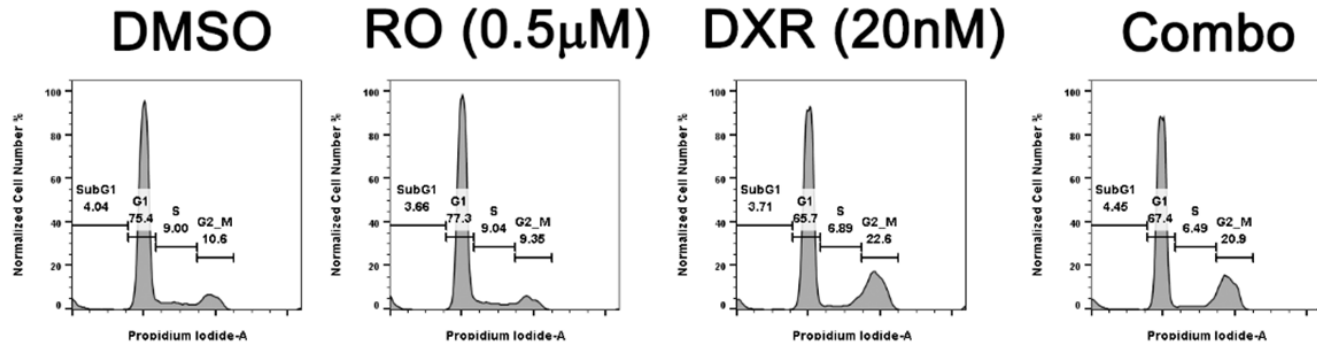 DMSO
RO (0.5μM)
DXR (20nM)
Combo
Normalized Cell Number %
100
80
60
40
20
0
SubG1
4.04
G1
75.4
S
9.00
G2_M
10.6
Propidium Iodide-A
Normalized Cell Number %
100
80
60
40
20
0
SubG1
3.66
G1
77.3
S
9.04
G2_M
9.35
Propidium Iodide-A
Normalized Cell Number %
100
80
60
40
20
0
SubG1
3.71
G1
65.7
S
6.89
G2_M
22.6
Propidium Iodide-A
Normalized Cell Number %
100
80
60
40
20
0
SubG1
4.45
G1
67.4
S
6.49
G2_M
20.9
Propidium Iodide-A